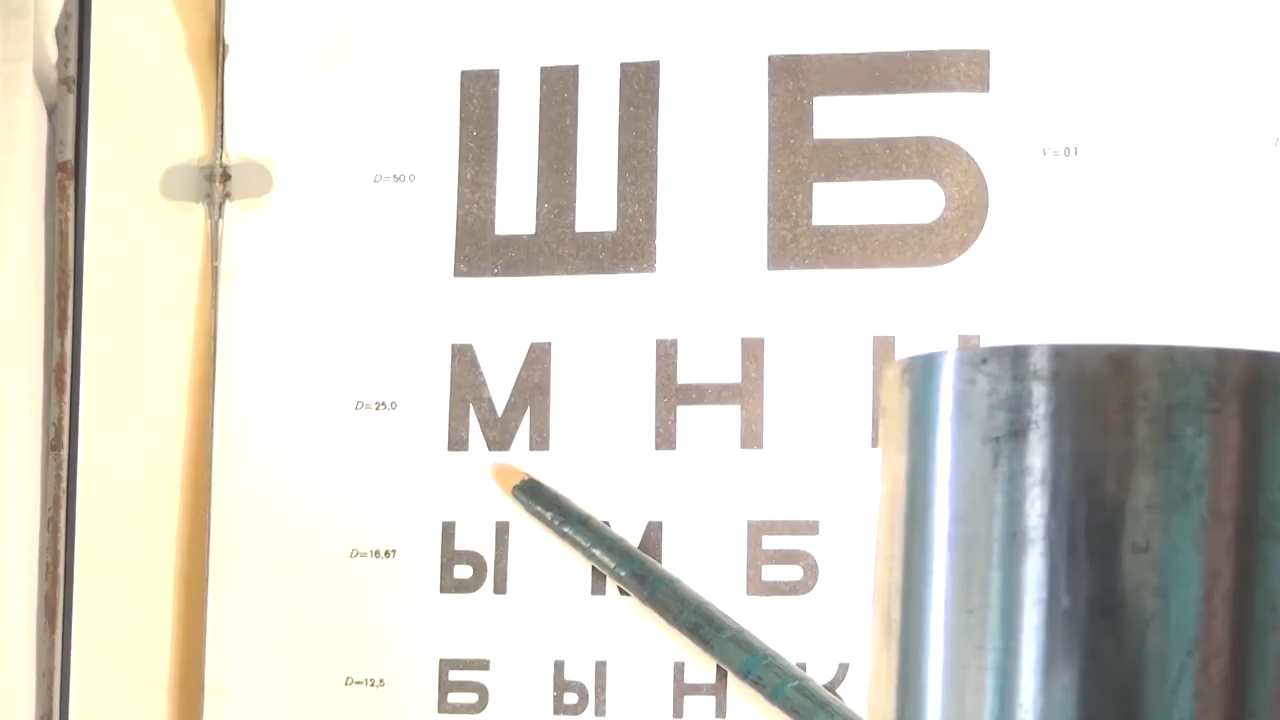 D=50,0 Ш Б V=0.1
D=25,0 М Н
D=16,67 Ы М Б
D=12,5 Б Ы Н К